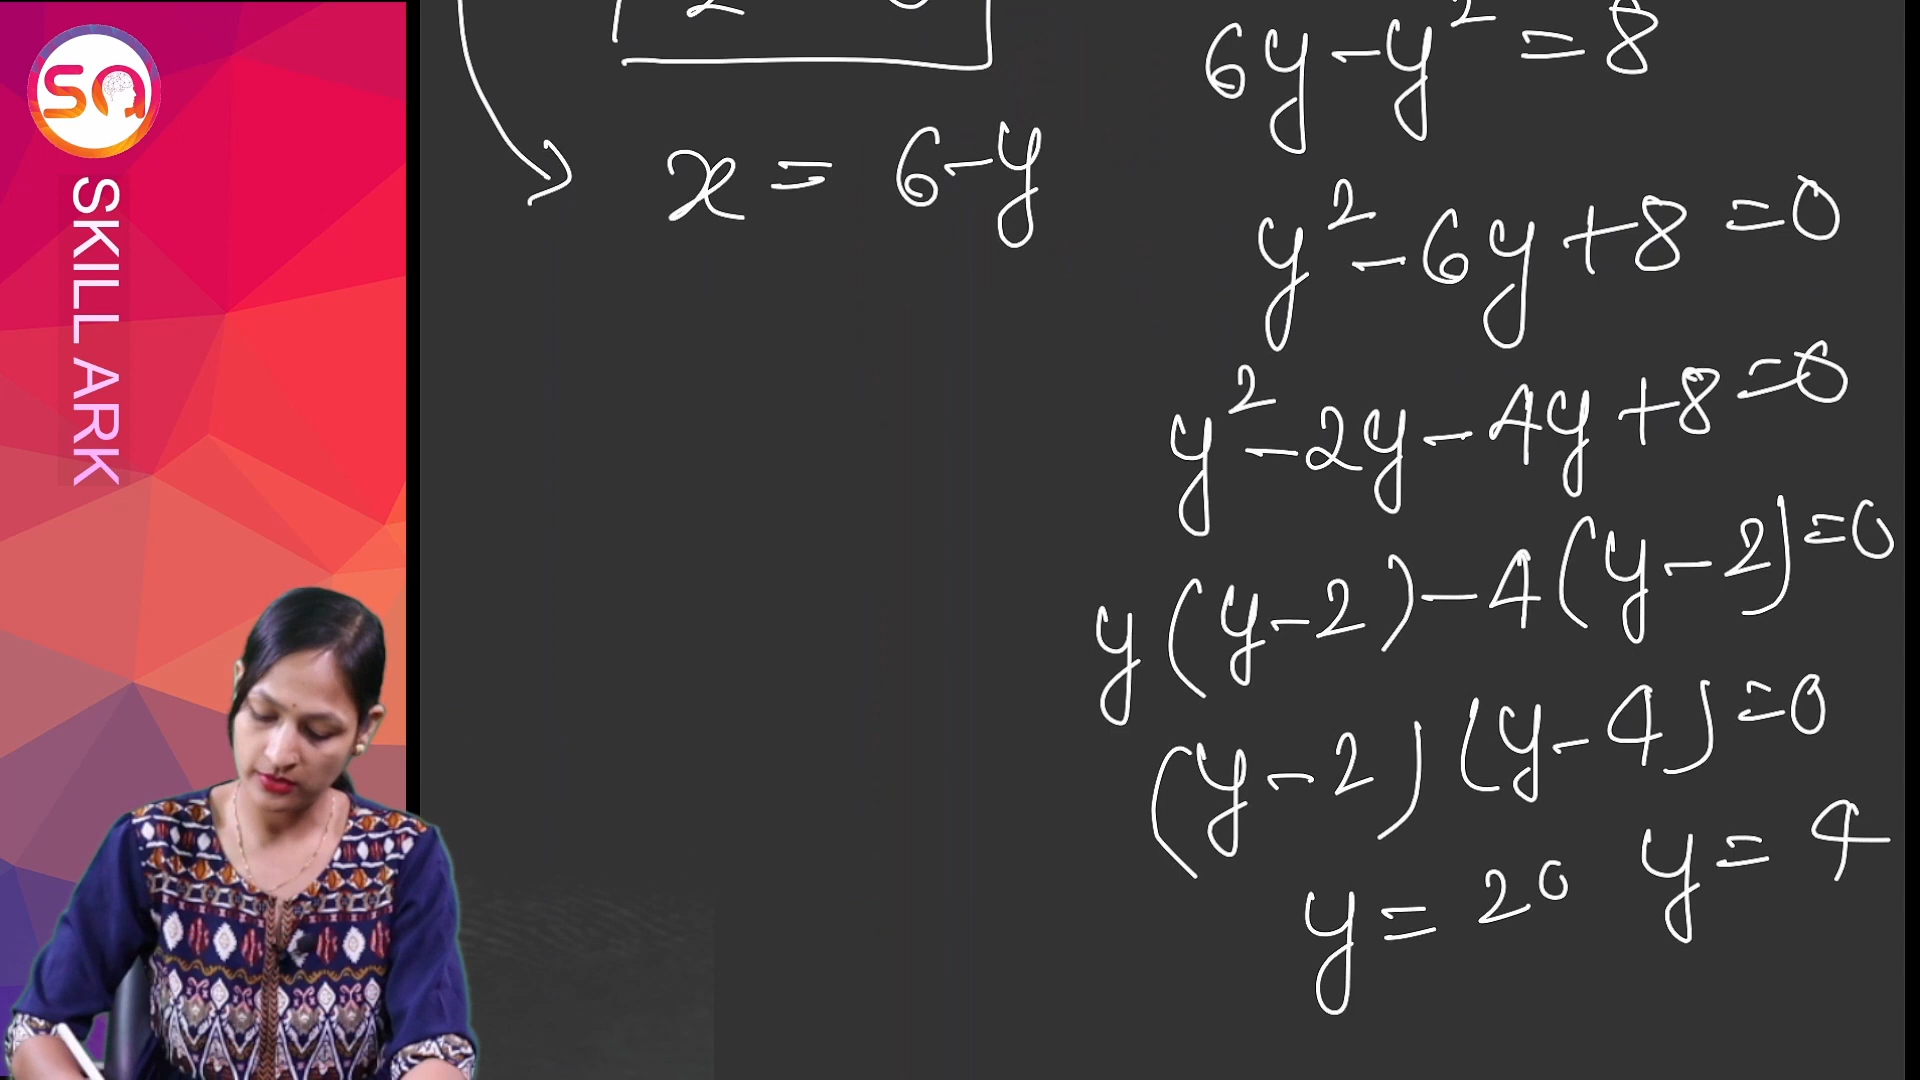 SKILL ARK
x = 6-y
6y-y² = 8
y²-6y+8=0
y²-2y-4y+8=0
y(y-2)-4(y-2)=0
(y-2)(y-4)=0
y= 2 y= 4